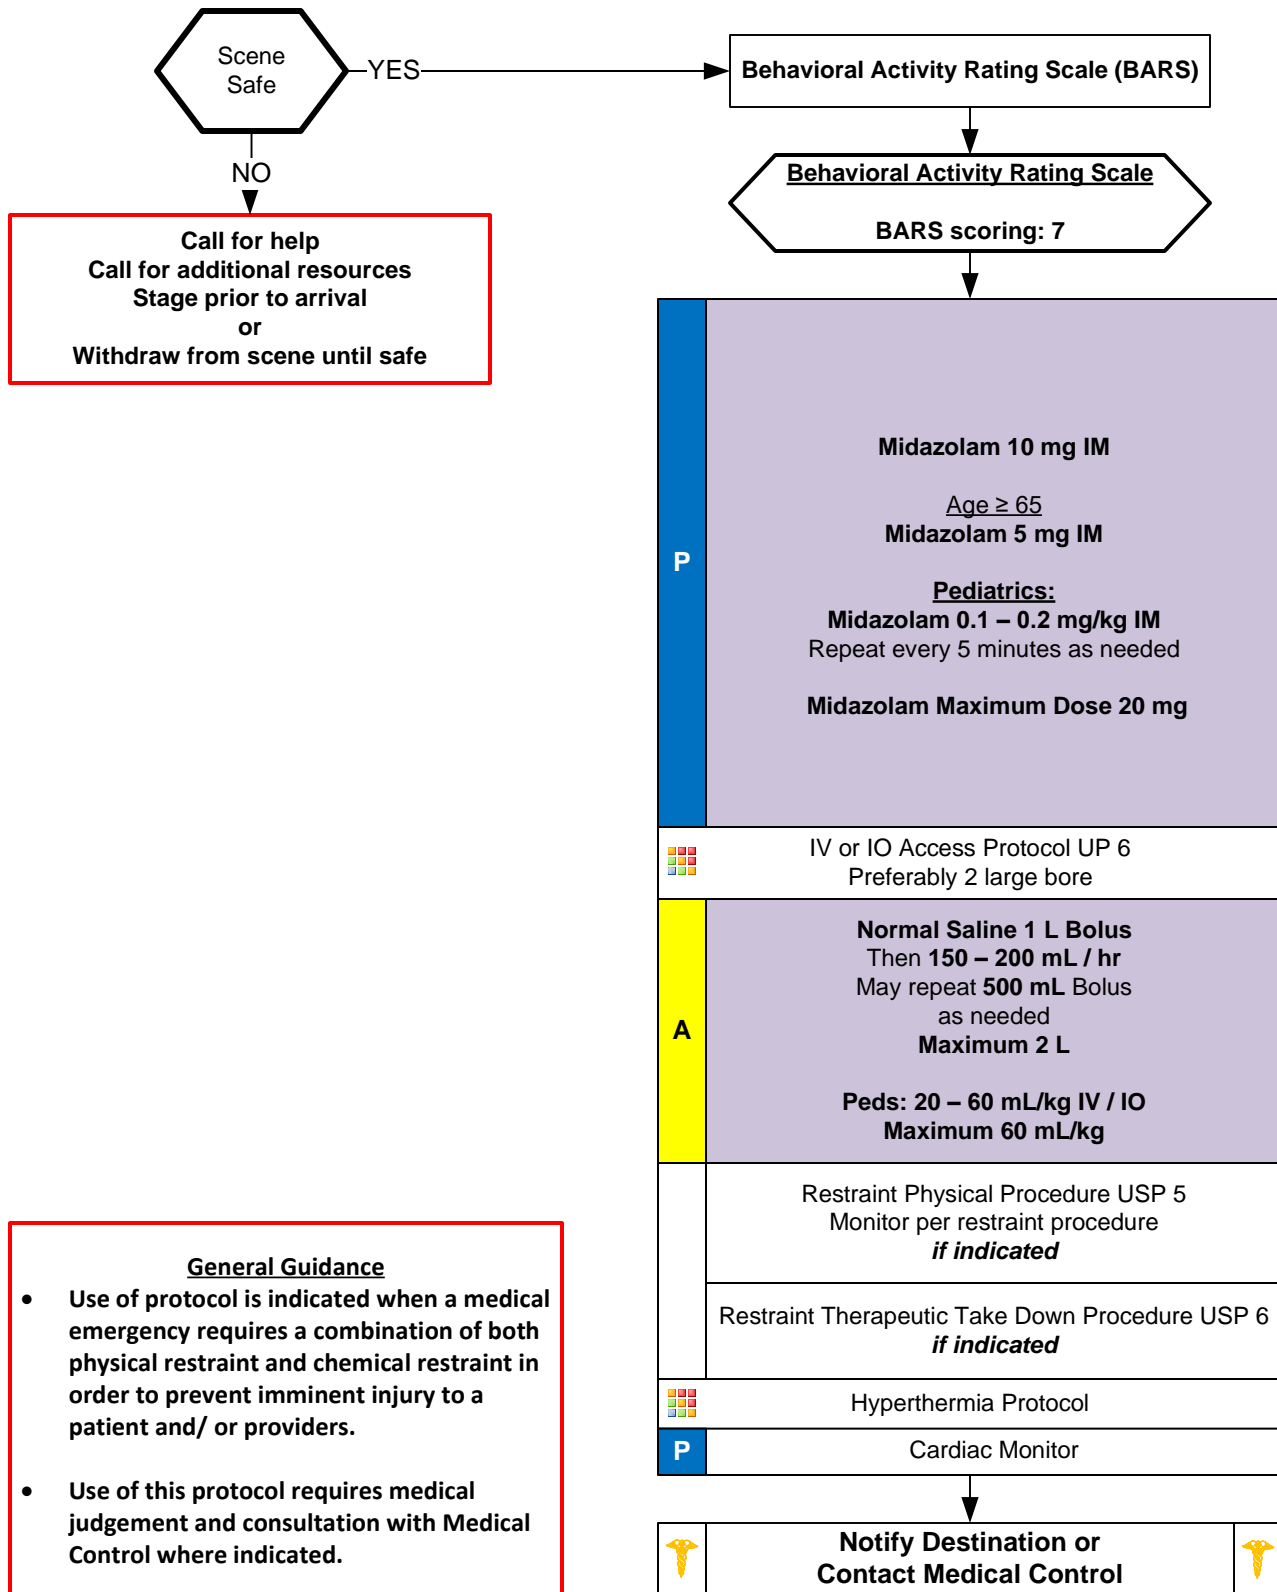 Scene
Safe
YES
NO
Call for help
Call for additional resources
Stage prior to arrival
or
Withdraw from scene until safe
Behavioral Activity Rating Scale (BARS)
Behavioral Activity Rating Scale
BARS scoring: 7
P
Midazolam 10 mg IM
Age ≥ 65
Midazolam 5 mg IM
Pediatrics:
Midazolam 0.1 – 0.2 mg/kg IM
Repeat every 5 minutes as needed
Midazolam Maximum Dose 20 mg
IV or IO Access Protocol UP 6
Preferably 2 large bore
A
Normal Saline 1 L Bolus
Then 150 – 200 mL / hr
May repeat 500 mL Bolus
as needed
Maximum 2 L
Peds: 20 – 60 mL/kg IV / IO
Maximum 60 mL/kg
Restraint Physical Procedure USP 5
Monitor per restraint procedure
if indicated
Restraint Therapeutic Take Down Procedure USP 6
if indicated
Hyperthermia Protocol
P
Cardiac Monitor
Notify Destination or
Contact Medical Control
General Guidance
• Use of protocol is indicated when a medical
emergency requires a combination of both
physical restraint and chemical restraint in
order to prevent imminent injury to a
patient and/ or providers.
• Use of this protocol requires medical
judgement and consultation with Medical
Control where indicated.